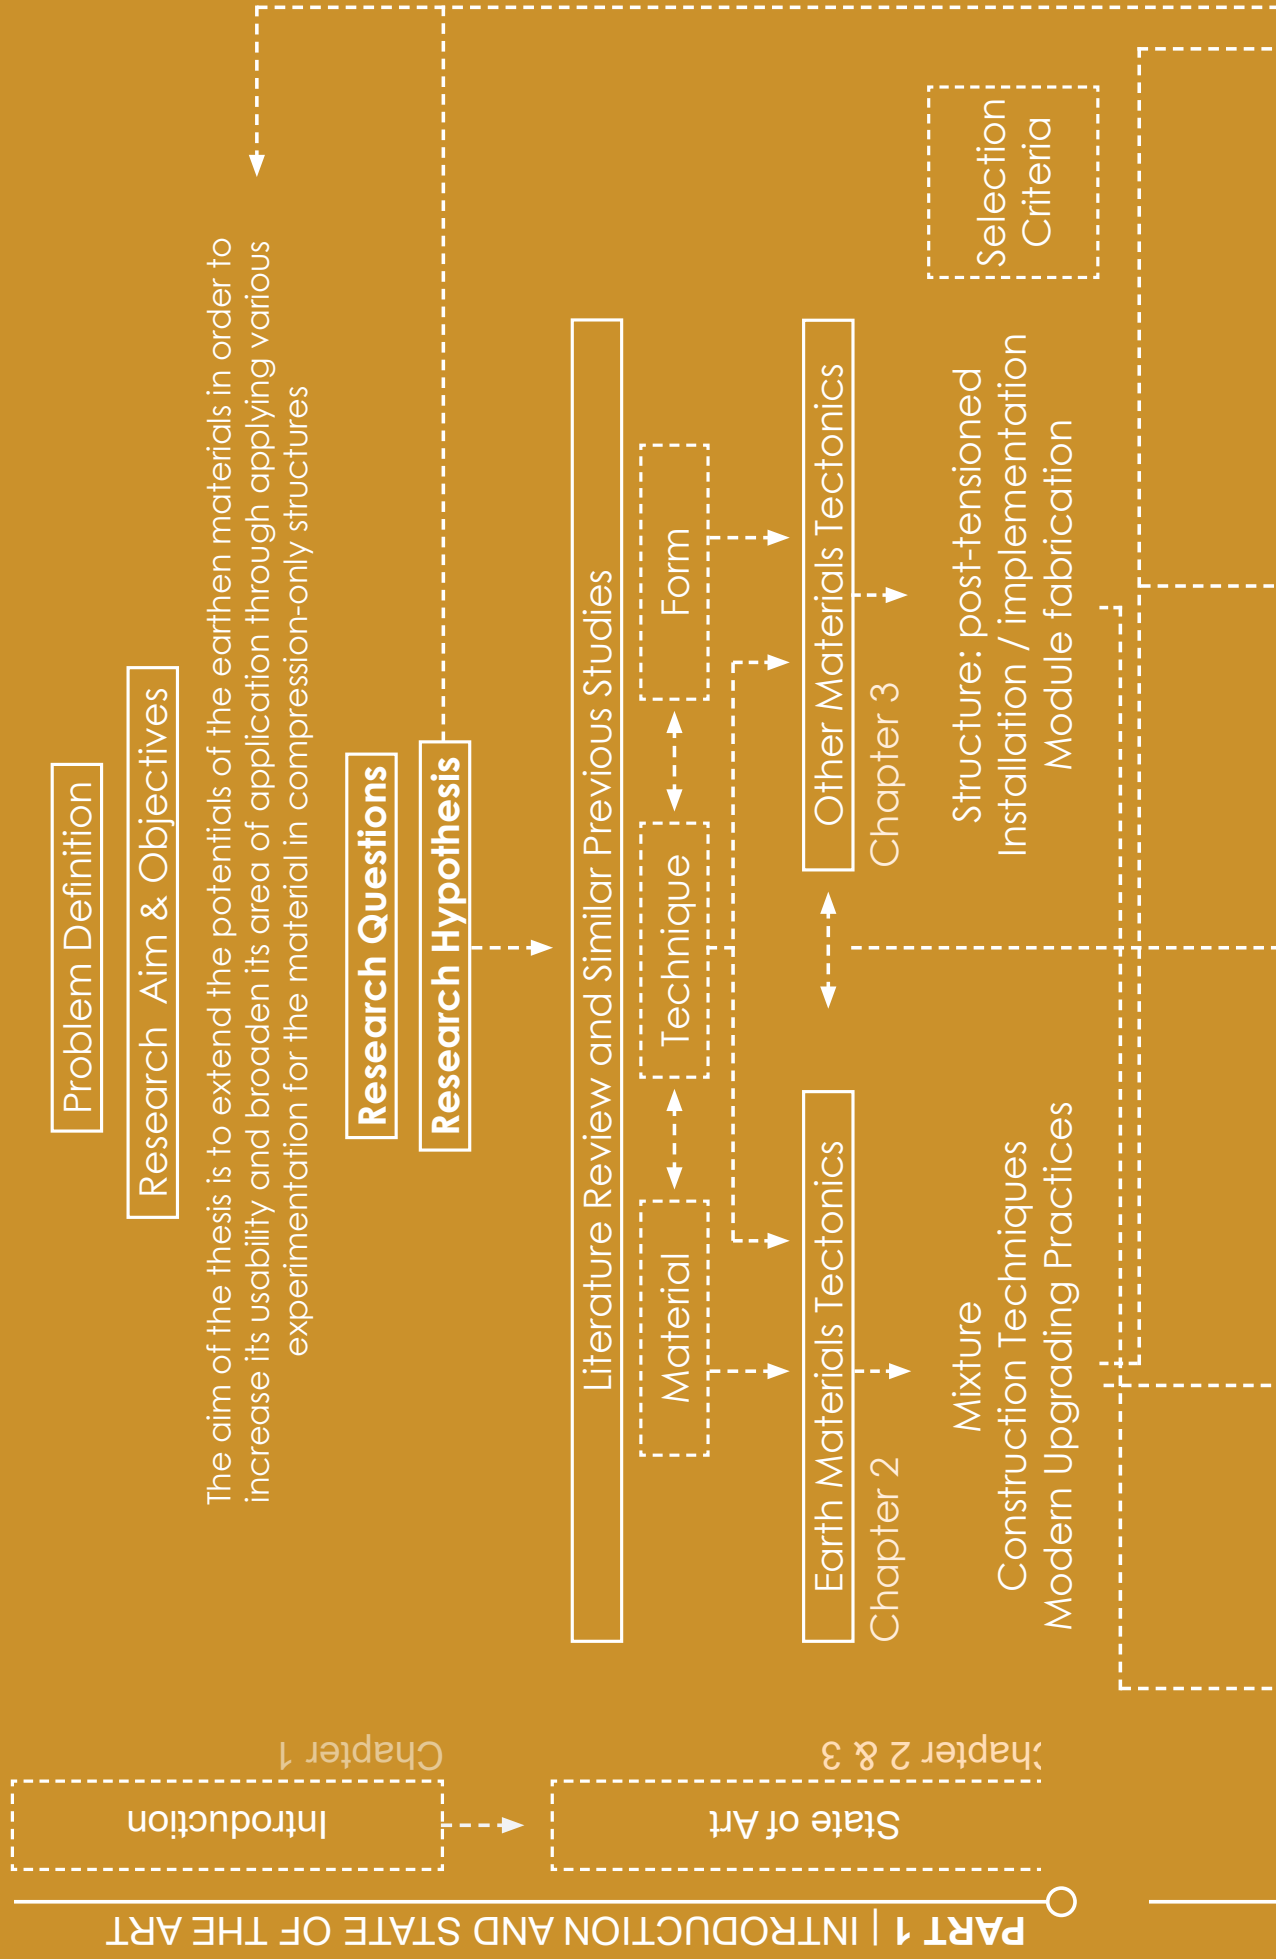 PART 1 | INTRODUCTION AND STATE OF THE ART
Introduction
Chapter 1
State of Art
Chapter 2 & 3
Problem Definition
Research Aim & Objectives
The aim of the thesis is to extend the potentials of the earthen materials in order to
increase its usability and broaden its area of application through applying various
experimentation for the material in compression-only structures
Research Questions
Research Hypothesis
Literature Review and Similar Previous Studies
Material
Technique
Form
Earth Materials Tectonics
Chapter 2
Other Materials Tectonics
Chapter 3
Mixture
Construction Techniques
Modern Upgrading Practices
Structure: post-tensioned
Installation / implementation
Module fabrication
Selection
Criteria